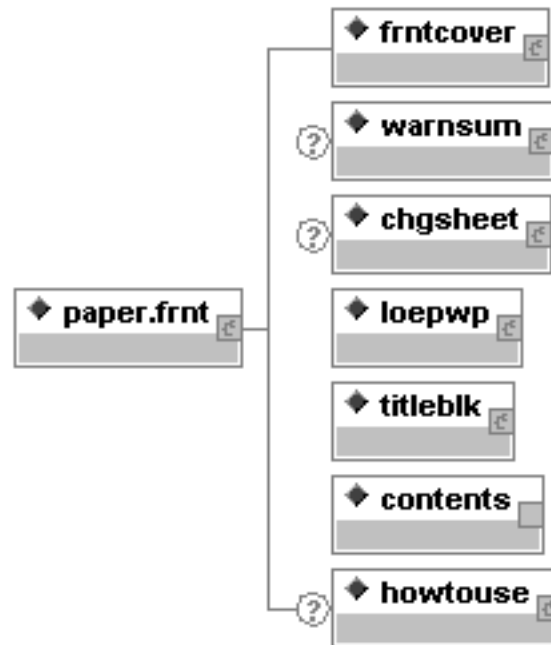 frntcover
? warnsum
? chgsheet
paper.frnt
loepwp
titleblk
contents
? howtouse